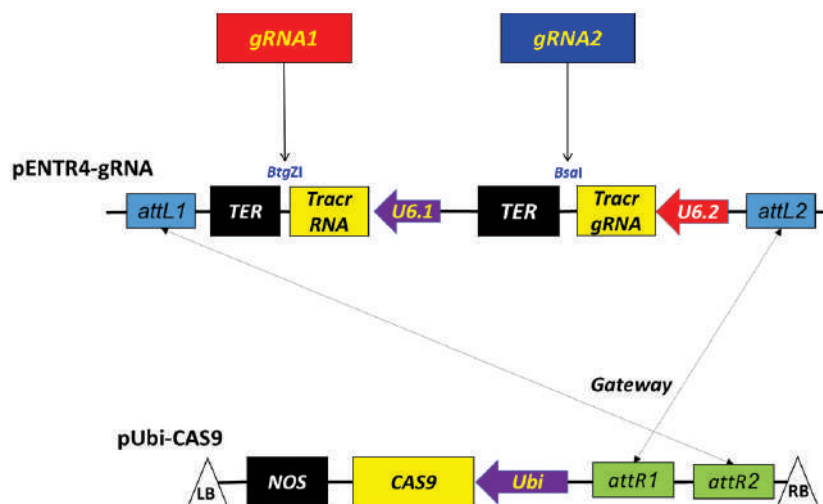 gRNA1
gRNA2
BtgZI
BsaI
pENTR4-gRNA
attL1
TER
Tracr
RNA
U6.1
TER
Tracr
gRNA
U6.2
attL2
Gateway
pUbi-CAS9
LB
NOS
CAS9
Ubi
attR1
attR2
RB